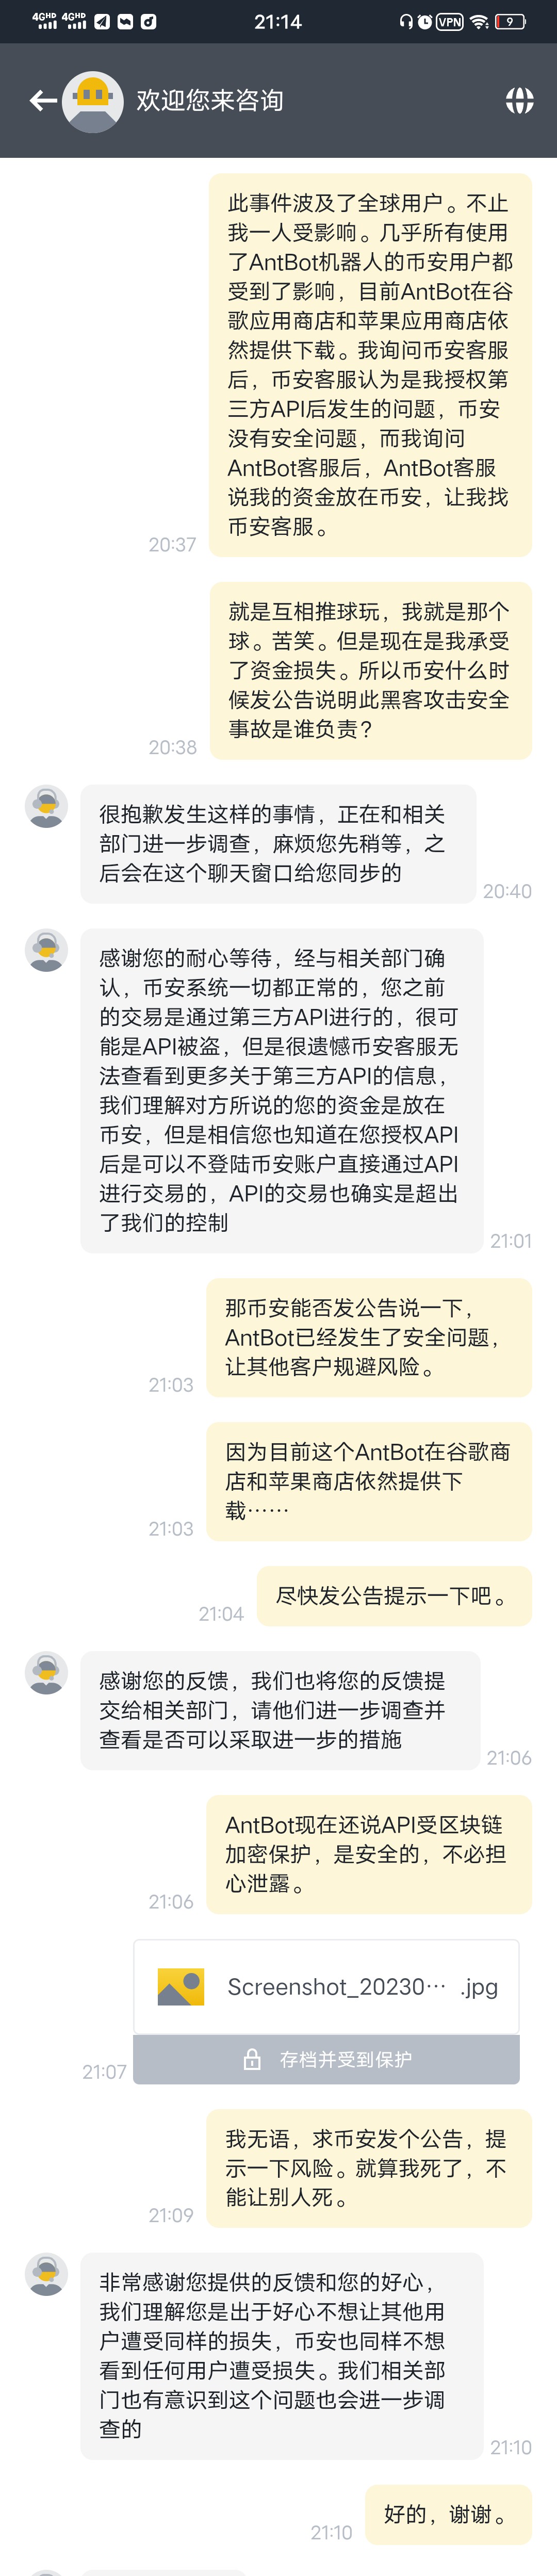 4GHD 4GHD 21:14 VPN 9
欢迎您来咨询
此事件波及了全球用户。不止
我一人受影响。几乎所有使用
了AntBot机器人的币安用户都
受到了影响，目前AntBot在谷
歌应用商店和苹果应用商店依
然提供下载。我询问币安客服
后，币安客服认为是我授权第
三方API后发生的问题，币安
没有安全问题，而我询问
AntBot客服后，AntBot客服
说我的资金放在币安，让我找
币安客服。
20:37
就是互相推球玩，我就是那个
球。苦笑。但是现在是我承受
了资金损失。所以币安什么时
候发公告说明此黑客攻击安全
事故是谁负责？
20:38
很抱歉发生这样的事情，正在和相关
部门进一步调查，麻烦您先稍等，之
后会在这个聊天窗口给您同步的
20:40
感谢您的耐心等待，经与相关部门确
认，币安系统一切都正常的，您之前
的交易是通过第三方API进行的，很可
能是API被盗，但是很遗憾币安客服无
法查看到更多关于第三方API的信息，
我们理解对方所说的您的资金是放在
币安，但是相信您也知道在您授权API
后是可以不登陆币安账户直接通过API
进行交易的，API的交易也确实是超出
了我们的控制
21:01
那币安能否发公告说一下，
AntBot已经发生了安全问题，
让其他客户规避风险。
21:03
因为目前这个AntBot在谷歌商
店和苹果商店依然提供下
载……
21:03
尽快发公告提示一下吧。
21:04
感谢您的反馈，我们也将您的反馈提
交给相关部门，请他们进一步调查并
查看是否可以采取进一步的措施
21:06
AntBot现在还说API受区块链
加密保护，是安全的，不必担
心泄露。
21:06
Screenshot_20230… .jpg
存档并受到保护
21:07
我无语，求币安发个公告，提
示一下风险。就算我死了，不
能让别人死。
21:09
非常感谢您提供的反馈和您的好心，
我们理解您是出于好心不想让其他用
户遭受同样的损失，币安也同样不想
看到任何用户遭受损失。我们相关部
门也有意识到这个问题也会进一步调
查的
21:10
好的，谢谢。
21:10